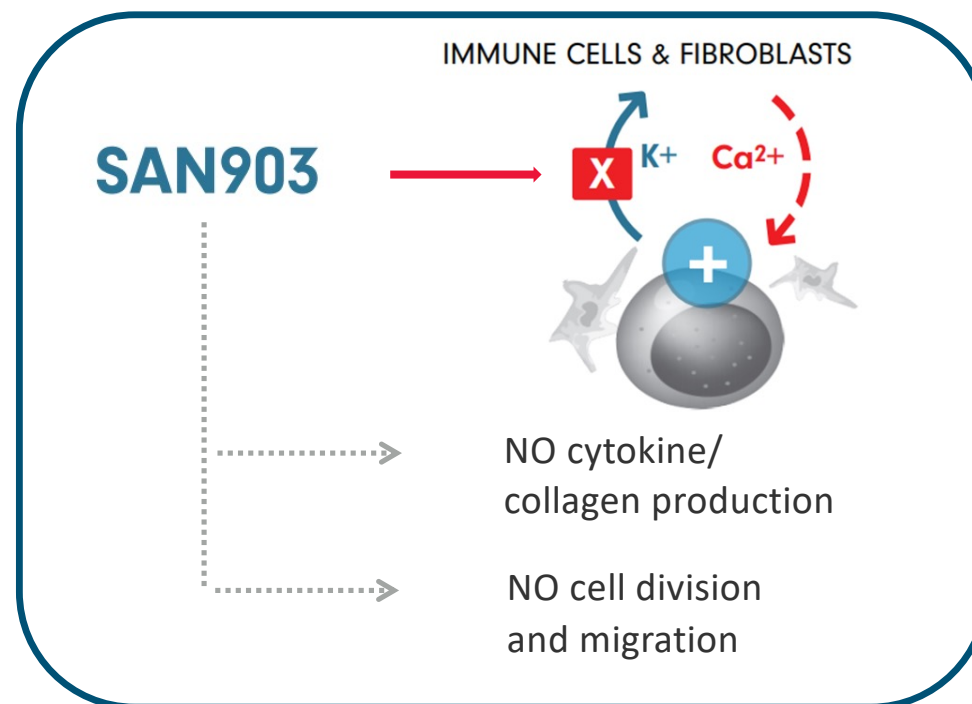 IMMUNE CELLS & FIBROBLASTS
SAN903
X
K+
Ca²⁺
+
NO cytokine/
collagen production
NO cell division
and migration